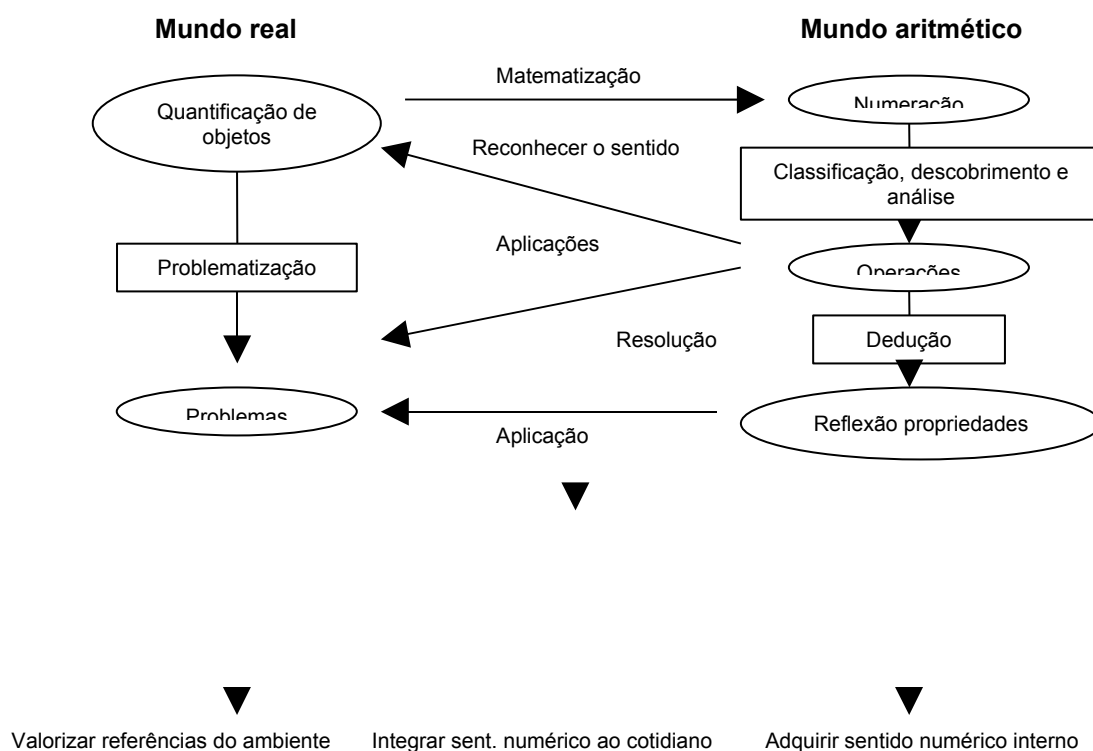 Mundo real
Mundo aritmético
Matematização
Quantificação de
objetos
Numeração
Reconhecer o sentido
Classificação, descobrimento e
análise
Aplicações
Problematização
Operações
Resolução
Dedução
Problemas
Aplicação
Reflexão propriedades
Valorizar referências do ambiente
Integrar sent. numérico ao cotidiano
Adquirir sentido numérico interno